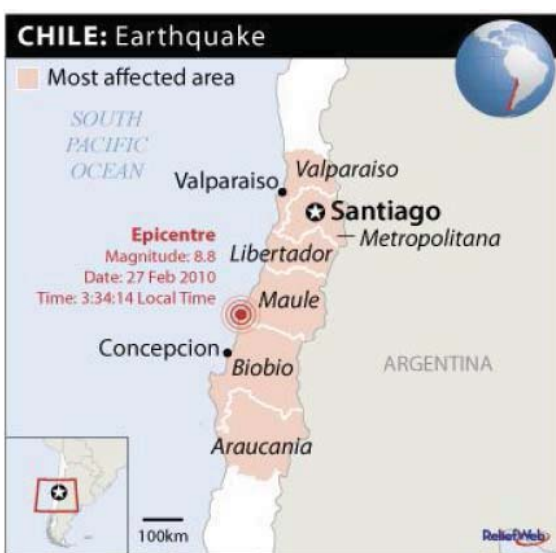 CHILE: Earthquake
Most affected area
SOUTH
PACIFIC
OCEAN
Valparaiso
Valparaiso
Santiago
Metropolitana
Epicentre
Magnitude: 8.8
Date: 27 Feb 2010
Time: 3:34:14 Local Time
Libertador
Maule
Concepcion
Biobio
ARGENTINA
Araucania
100km
ReliefWeb